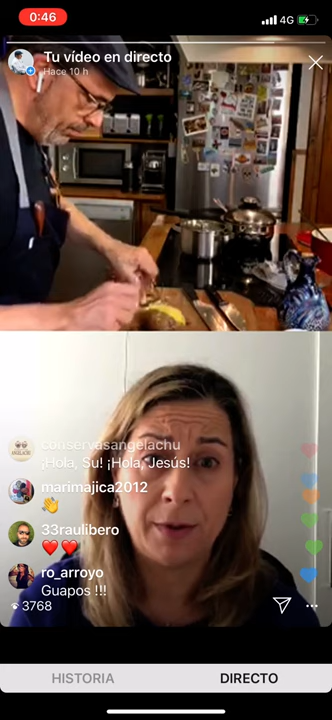 0:46
4G
Tu vídeo en directo
Hace 10 h
conservasangelachu
¡Hola, Su! ¡Hola, Jesús!
marimajica2012
👋
33raulibero
❤️❤️
ro_arroyo
Guapos !!!
3768
HISTORIA
DIRECTO